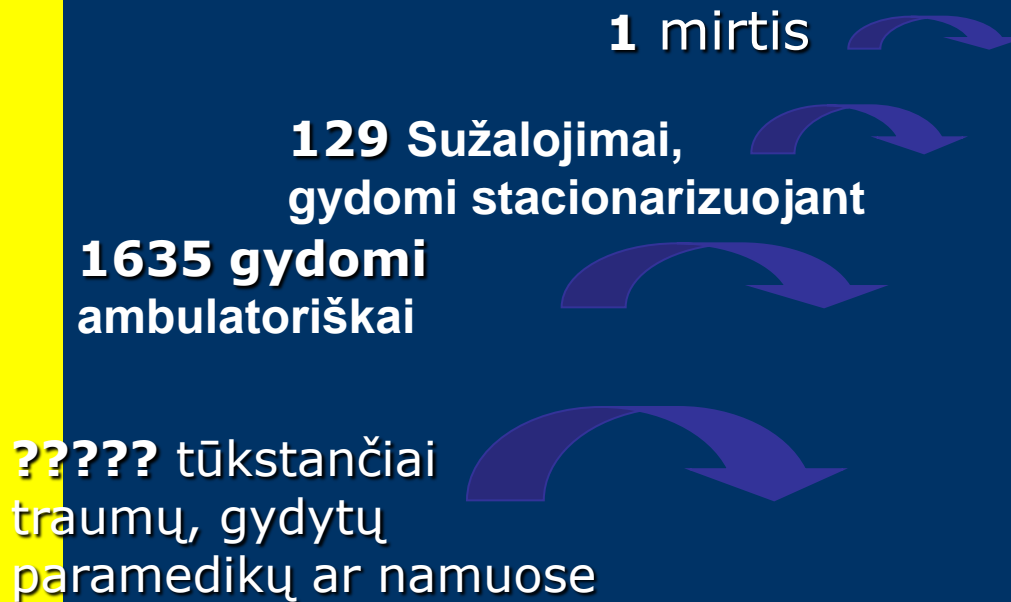 1 mirtis
129 Sužalojimai,
gydomi stacionarizuojant
1635 gydomi
ambulatoriškai
????? tūkstančiai
traumų, gydytų
paramedikų ar namuose